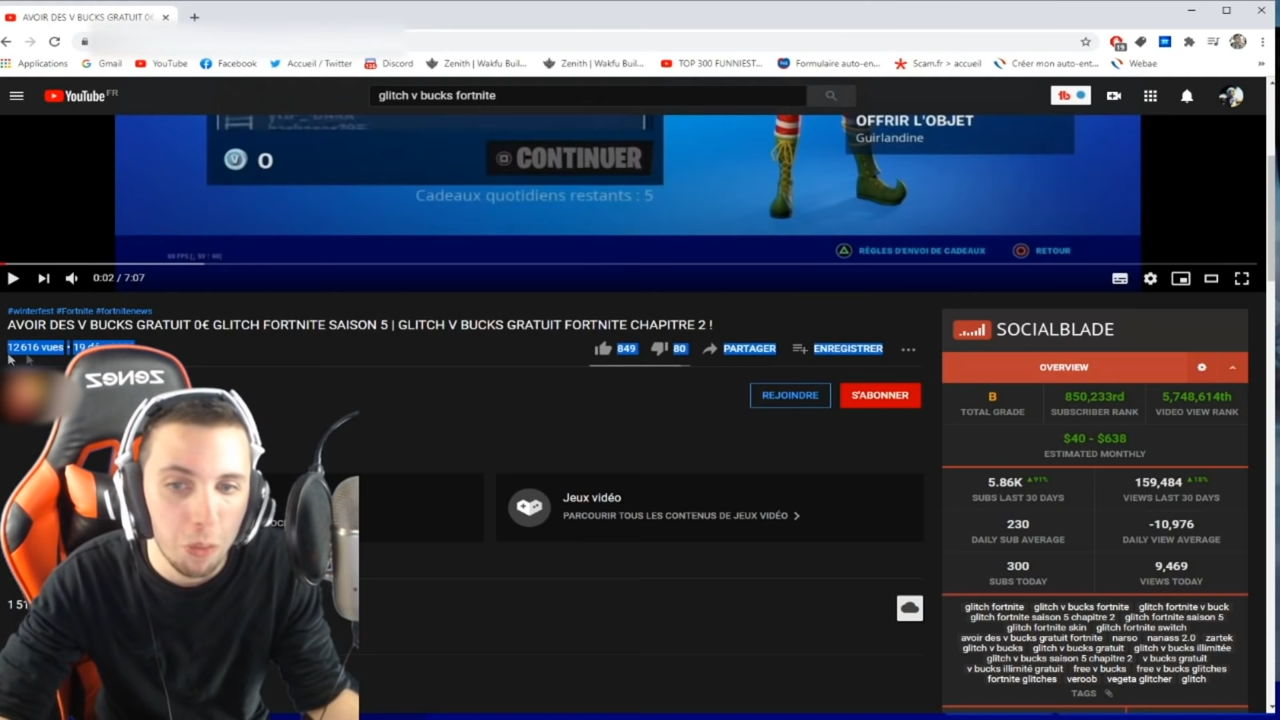 AVOIR DES V BUCKS GRATUIT 0€
Applications Gmail YouTube Facebook Accueil / Twitter Discord Zenith | Wakfu Buil... Zenith | Wakfu Buil... TOP 300 FUNNIEST... Formulaire auto-en... Scam.fr > accueil Créer mon auto-ent... Webae
YouTube FR
glitch v bucks fortnite
OFFRIR L'OBJET
Guirlandine
0
CONTINUER
Cadeaux quotidiens restants : 5
RÈGLES D'ENVOI DE CADEAUX RETOUR
0:02 / 7:07
#winterfest #Fortnite #fortnitenews
AVOIR DES V BUCKS GRATUIT 0€ GLITCH FORTNITE SAISON 5 | GLITCH V BUCKS GRATUIT FORTNITE CHAPITRE 2 !
12 616 vues • 19
849 80 PARTAGER ENREGISTRER
REJOINDRE S'ABONNER
zenez
Jeux vidéo
PARCOURIR TOUS LES CONTENUS DE JEUX VIDÉO
SOCIALBLADE
OVERVIEW
B 850,233rd 5,748,614th
TOTAL GRADE SUBSCRIBER RANK VIDEO VIEW RANK
$40 - $638
ESTIMATED MONTHLY
5.86K ▲91% 159,484 ▲18%
SUBS LAST 30 DAYS VIEWS LAST 30 DAYS
230 -10,976
DAILY SUB AVERAGE DAILY VIEW AVERAGE
300 9,469
SUBS TODAY VIEWS TODAY
glitch fortnite glitch v bucks fortnite glitch fortnite v buck
glitch fortnite saison 5 chapitre 2 glitch fortnite saison 5
glitch fortnite skin glitch fortnite switch
avoir des v bucks gratuit fortnite narso nanass 2.0 zartek
glitch v bucks glitch v bucks gratuit glitch v bucks illimitée
glitch v bucks saison 5 chapitre 2 v bucks gratuit
v bucks illimité gratuit free v bucks free v bucks glitches
fortnite glitches veroob vegeta glitcher glitch
TAGS